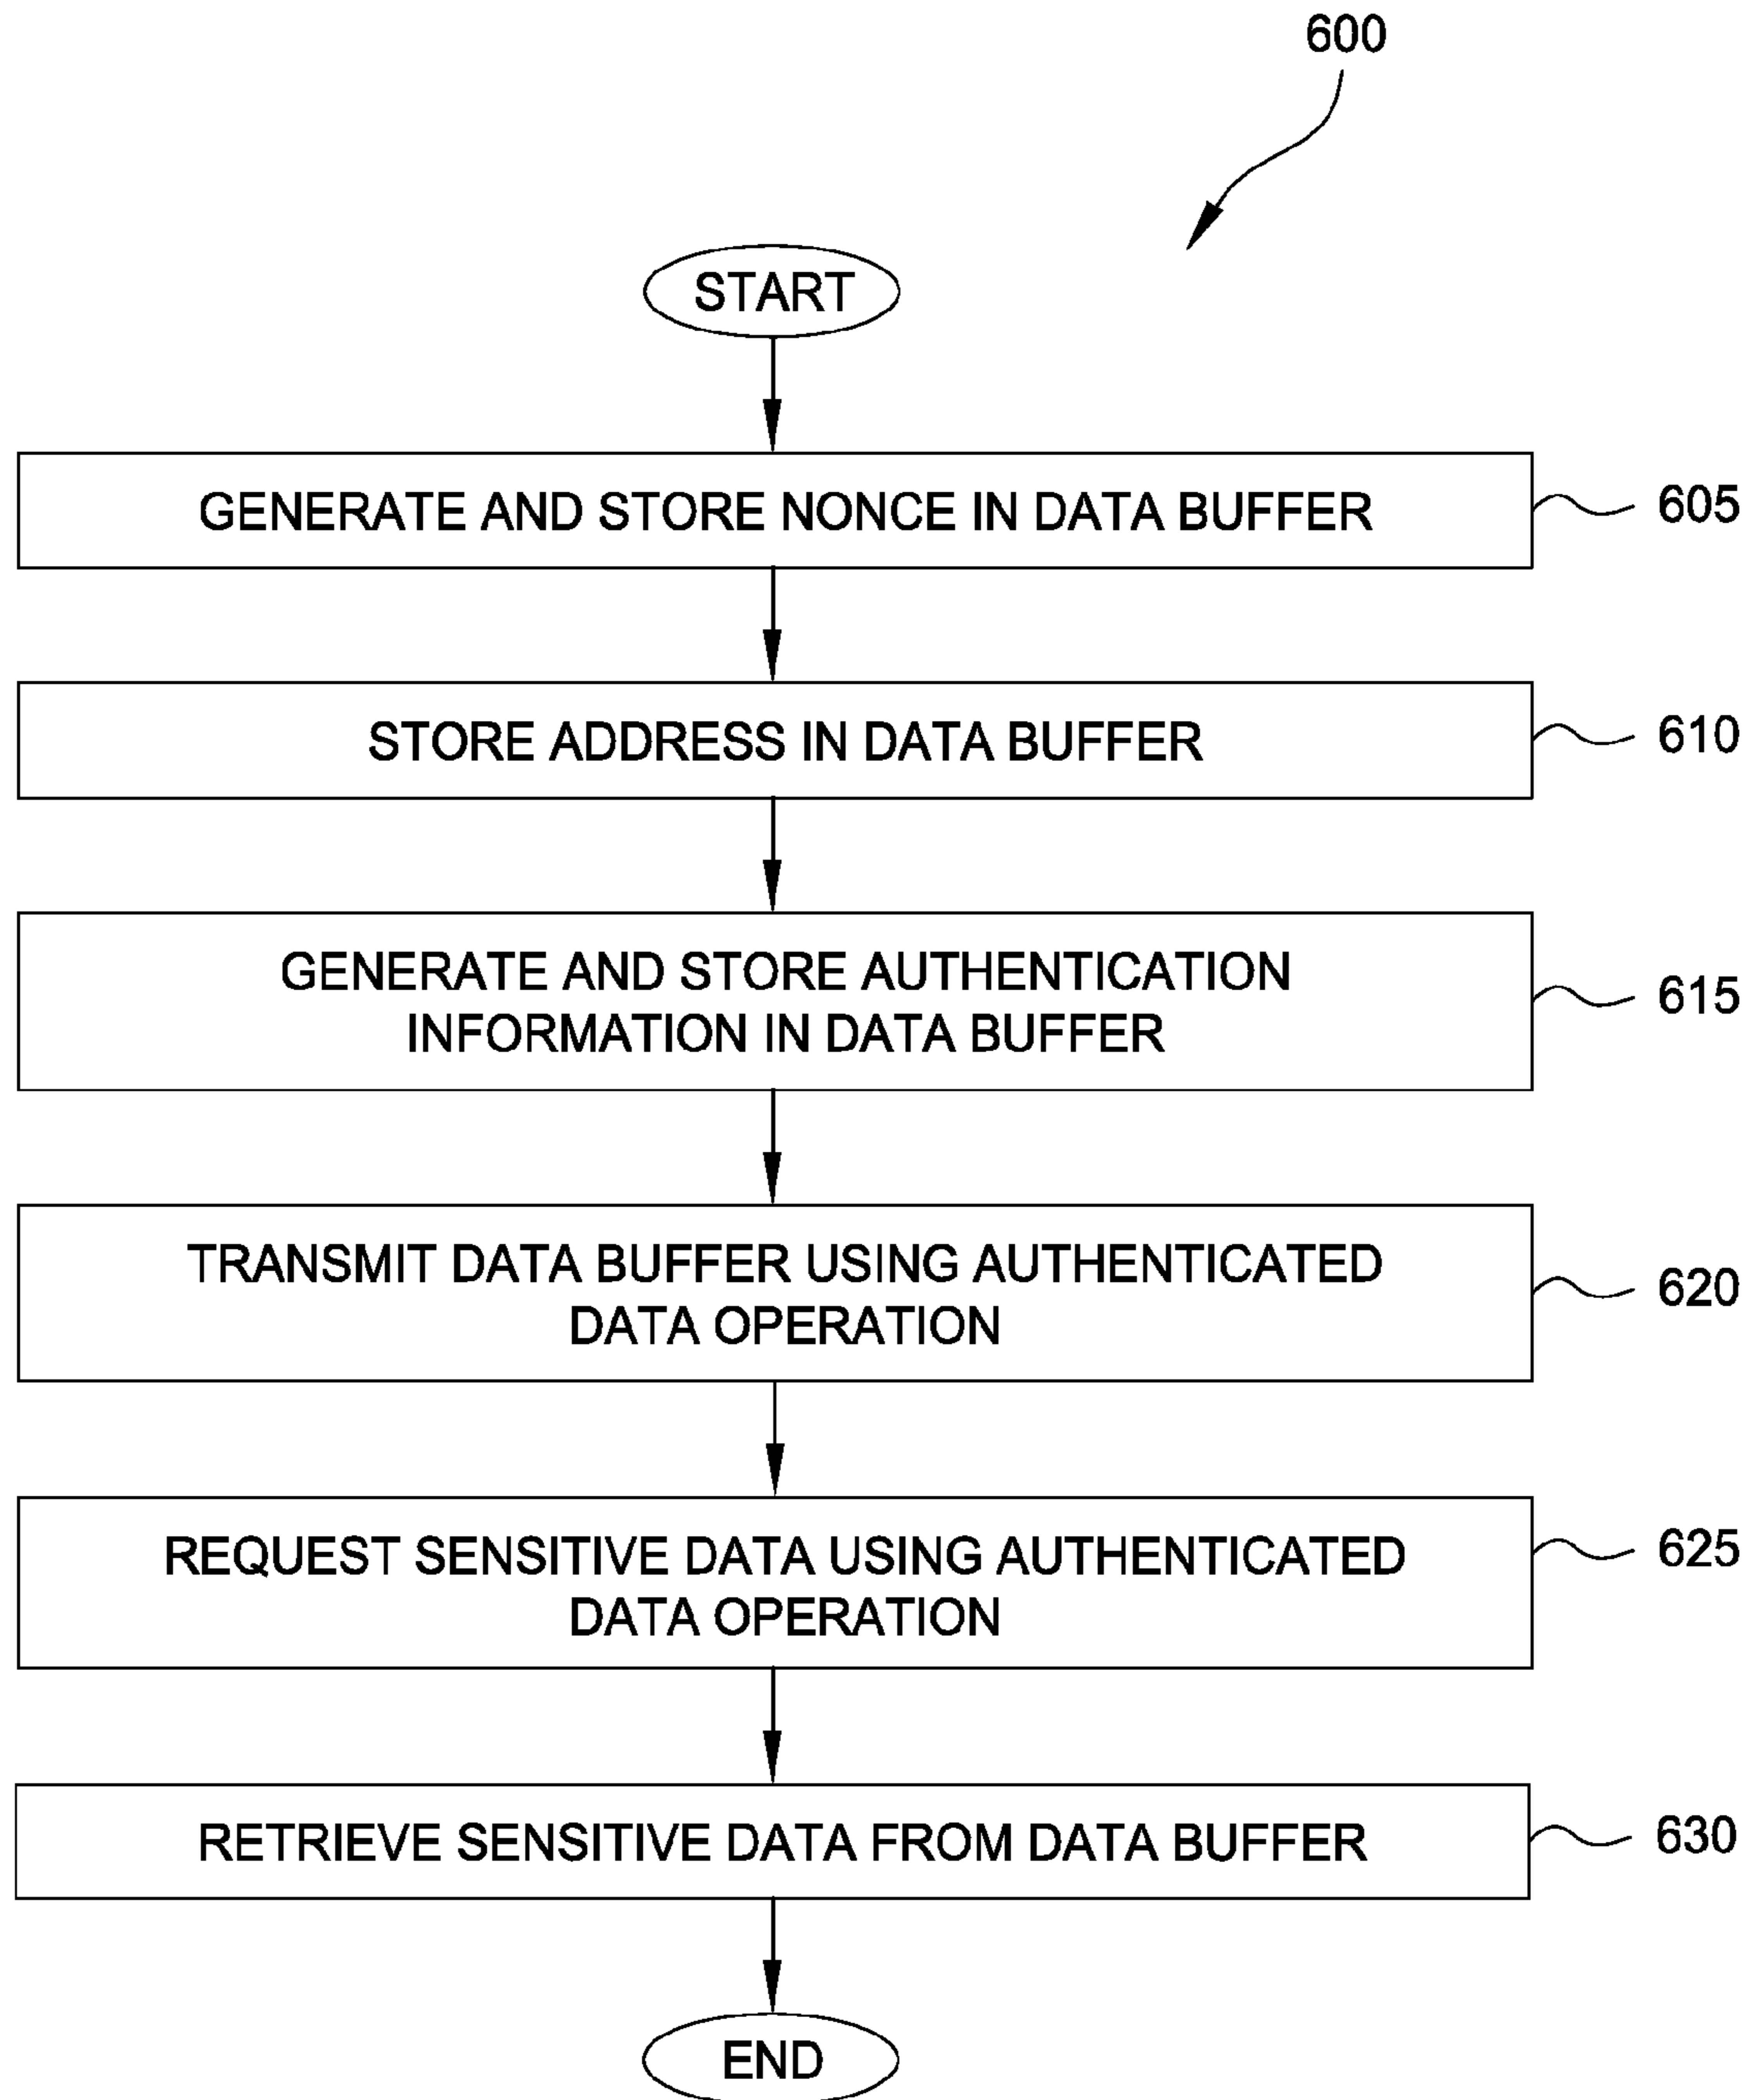 600
START
GENERATE AND STORE NONCE IN DATA BUFFER
605
STORE ADDRESS IN DATA BUFFER
610
GENERATE AND STORE AUTHENTICATION
INFORMATION IN DATA BUFFER
615
TRANSMIT DATA BUFFER USING AUTHENTICATED
DATA OPERATION
620
REQUEST SENSITIVE DATA USING AUTHENTICATED
DATA OPERATION
625
RETRIEVE SENSITIVE DATA FROM DATA BUFFER
630
END